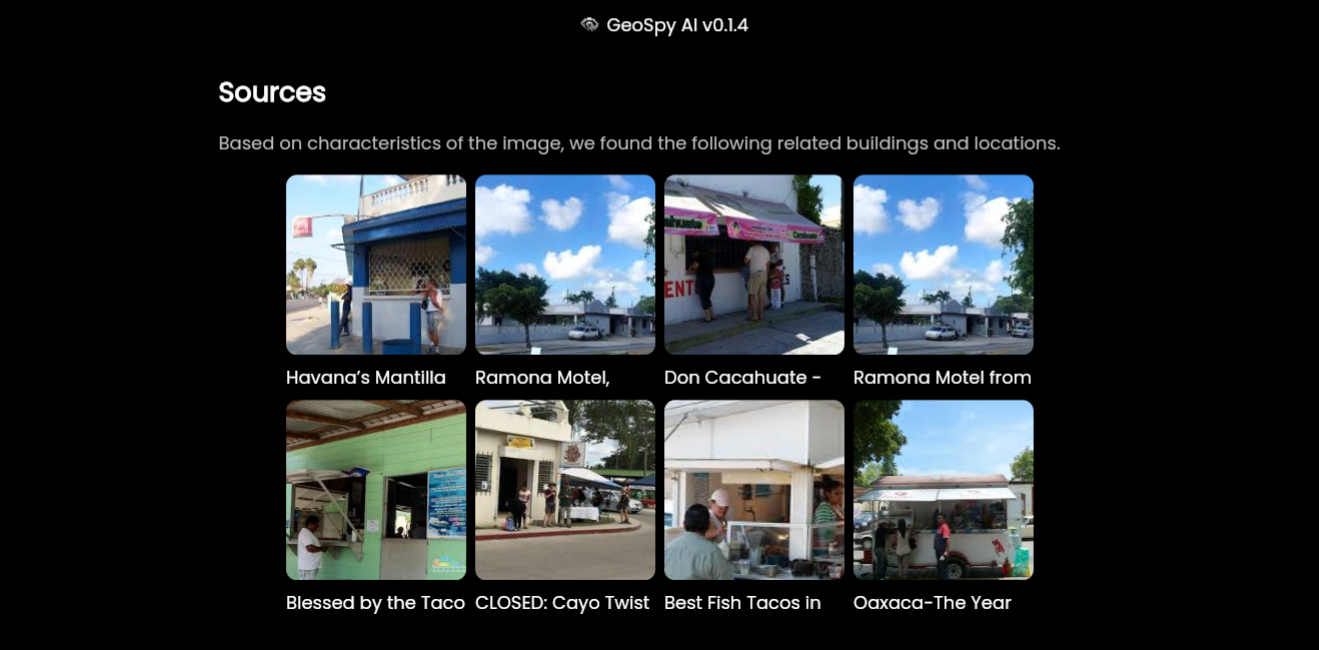 GeoSpy AI v0.1.4
Sources
Based on characteristics of the image, we found the following related buildings and locations.
Havana's Mantilla
Ramona Motel,
Don Cacahuate -
Ramona Motel from
Blessed by the Taco
CLOSED: Cayo Twist
Best Fish Tacos in
Oaxaca-The Year